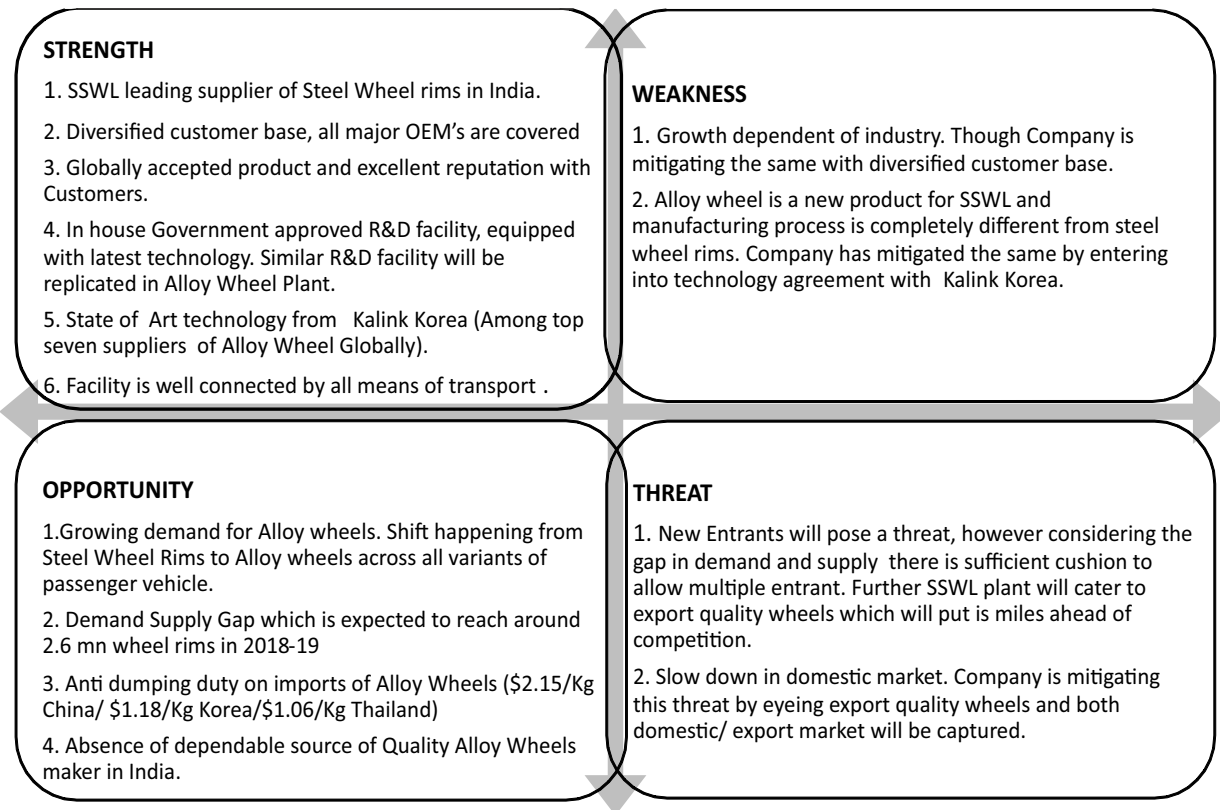 STRENGTH
1. SSWL leading supplier of Steel Wheel rims in India.
2. Diversified customer base, all major OEM's are covered
3. Globally accepted product and excellent reputation with
Customers.
4. In house Government approved R&D facility, equipped
with latest technology. Similar R&D facility will be
replicated in Alloy Wheel Plant.
5. State of Art technology from Kalink Korea (Among top
seven suppliers of Alloy Wheel Globally).
6. Facility is well connected by all means of transport .
WEAKNESS
1. Growth dependent of industry. Though Company is
mitigating the same with diversified customer base.
2. Alloy wheel is a new product for SSWL and
manufacturing process is completely different from steel
wheel rims. Company has mitigated the same by entering
into technology agreement with Kalink Korea.
OPPORTUNITY
1.Growing demand for Alloy wheels. Shift happening from
Steel Wheel Rims to Alloy wheels across all variants of
passenger vehicle.
2. Demand Supply Gap which is expected to reach around
2.6 mn wheel rims in 2018-19
3. Anti dumping duty on imports of Alloy Wheels ($2.15/Kg
China/ $1.18/Kg Korea/$1.06/Kg Thailand)
4. Absence of dependable source of Quality Alloy Wheels
maker in India.
THREAT
1. New Entrants will pose a threat, however considering the
gap in demand and supply there is sufficient cushion to
allow multiple entrant. Further SSWL plant will cater to
export quality wheels which will put is miles ahead of
competition.
2. Slow down in domestic market. Company is mitigating
this threat by eyeing export quality wheels and both
domestic/ export market will be captured.